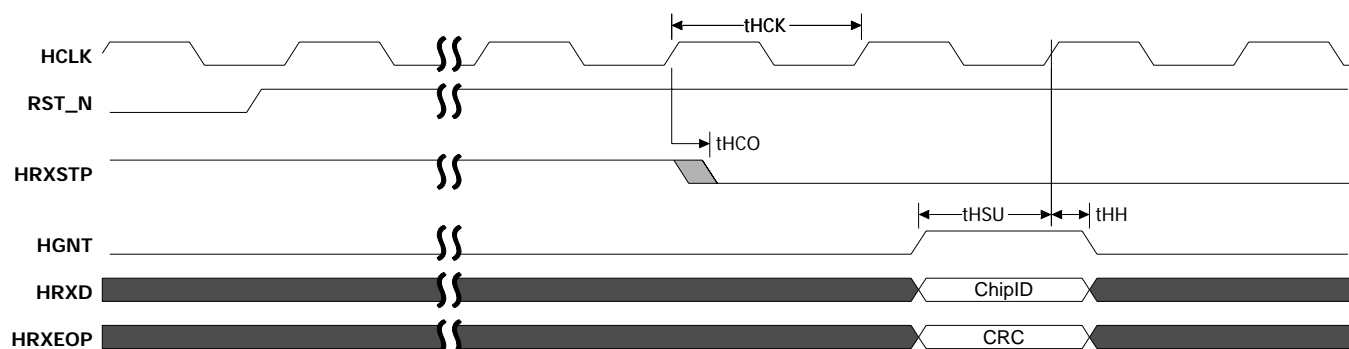 tHCK
HCLK
RST_N
tHCO
HRXSTP
tHSU
tHH
HGNT
HRXD
ChipID
HRXEOP
CRC